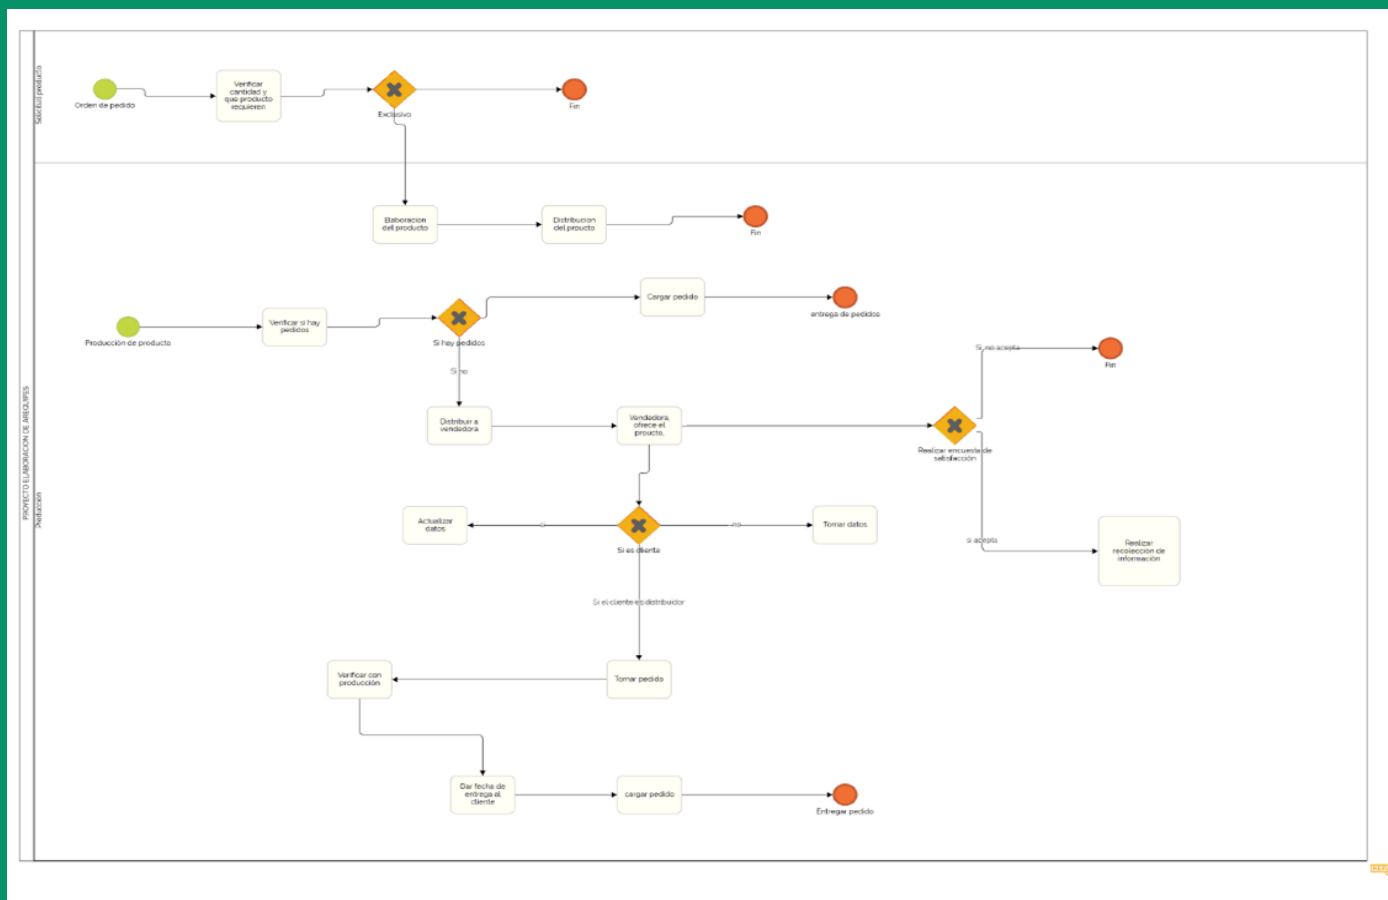 PROYECTO ELABORACION DE AREQUIPES
Solicitud producto
Orden de pedido
Verificar
cantidad y
que producto
requieren
Exclusivo
Fin
Producción
Elaboracion
del producto
Distribucion
del proucto
Fin
Producción de producto
Verificar si hay
pedidos
Si hay pedidos
Cargar pedido
entrega de pedidos
Si no
Distribuir a
vendedora
Vendedora,
ofrece el
proucto,
Realizar encuesta de
satisfacción
Si, no acepta
Fin
si acepta
Realizar
recolección de
información
Actualizar
datos
si
Si es cliente
no
Tomar datos
Si el cliente es distribuidor
Tomar pedido
Verificar con
producción
Dar fecha de
entrega al
cliente
cargar pedido
Entregar pedido